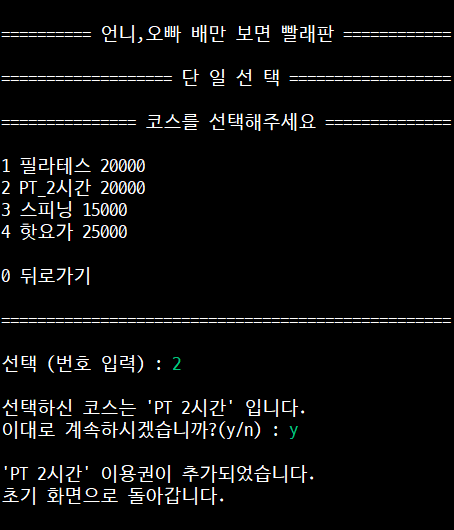 ========== 언니,오빠 배만 보면 빨래판 ============
=================== 단 일 선 택 ==================
=============== 코스를 선택해주세요 ==============
1 필라테스 20000
2 PT_2시간 20000
3 스피닝 15000
4 핫요가 25000
0 뒤로가기
==================================================
선택 (번호 입력) : 2
선택하신 코스는 'PT 2시간' 입니다.
이대로 계속하시겠습니까?(y/n) : y
'PT 2시간' 이용권이 추가되었습니다.
초기 화면으로 돌아갑니다.